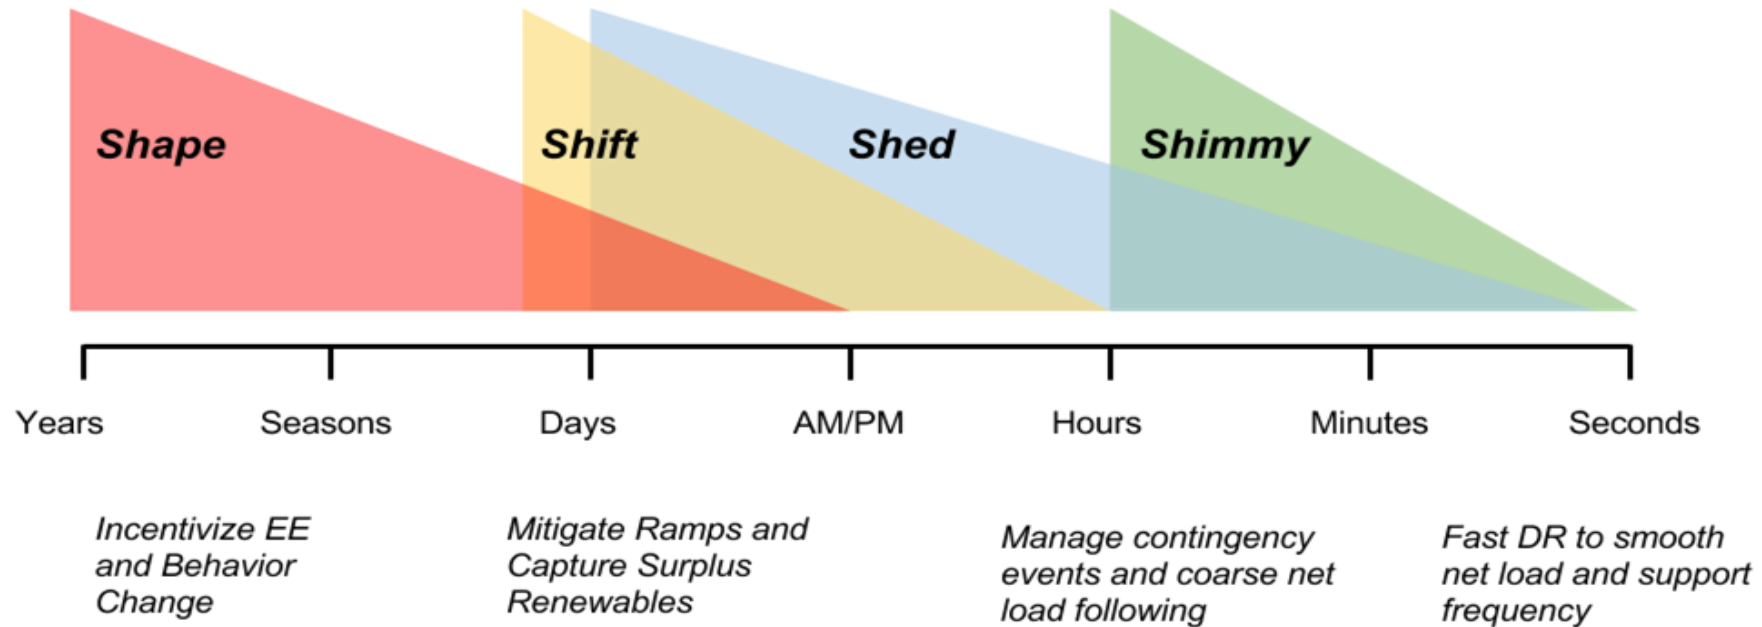 Shape
Shift
Shed
Shimmy
Years
Seasons
Days
AM/PM
Hours
Minutes
Seconds
Incentivize EE
and Behavior
Change
Mitigate Ramps and
Capture Surplus
Renewables
Manage contingency
events and coarse net
load following
Fast DR to smooth
net load and support
frequency